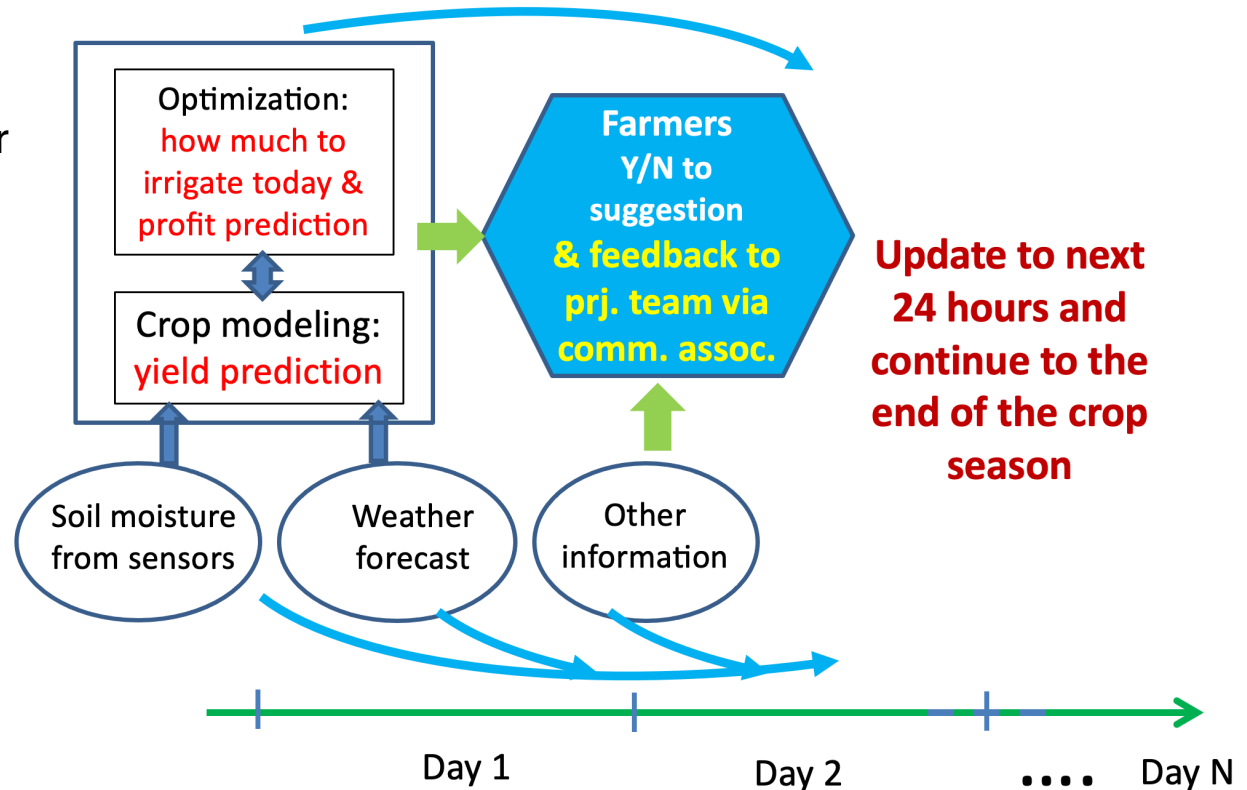 r
Optimization:
how much to
irrigate today &
profit prediction
Crop modeling:
yield prediction
Farmers
Y/N to
suggestion
& feedback to
prj. team via
comm. assoc.
Update to next
24 hours and
continue to the
end of the crop
season
Soil moisture
from sensors
Weather
forecast
Other
information
Day 1
Day 2
....
Day N